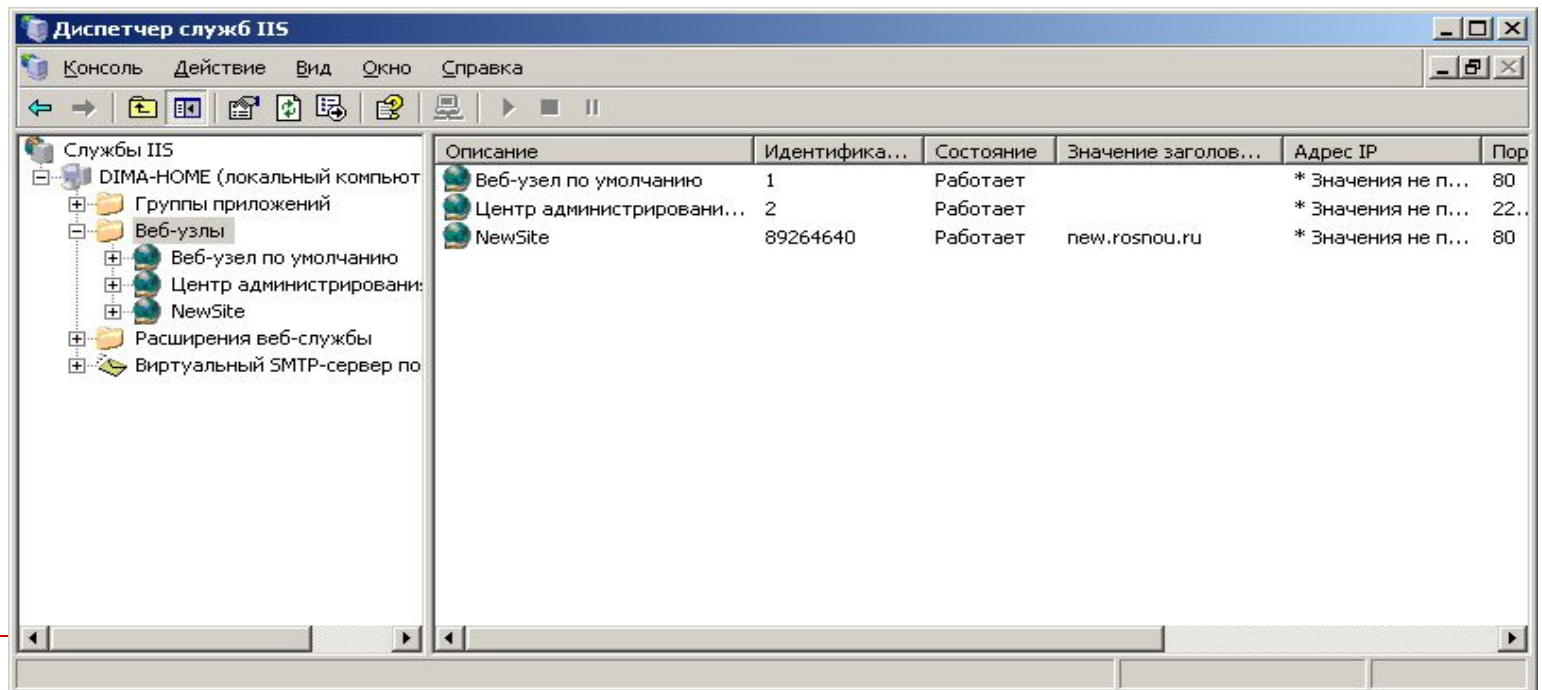 Диспетчер служб IIS
Консоль Действие Вид Окно Справка
Службы IIS
DIMA-HOME (локальный компьют
Группы приложений
Веб-узлы
Веб-узел по умолчанию
Центр администрировани
NewSite
Расширения веб-службы
Виртуальный SMTP-сервер по
Описание Идентифика... Состояние Значение заголов... Адрес IP Пор
Веб-узел по умолчанию 1 Работает * Значения не п... 80
Центр администрировани... 2 Работает * Значения не п... 22..
NewSite 89264640 Работает new.rosnou.ru * Значения не п... 80